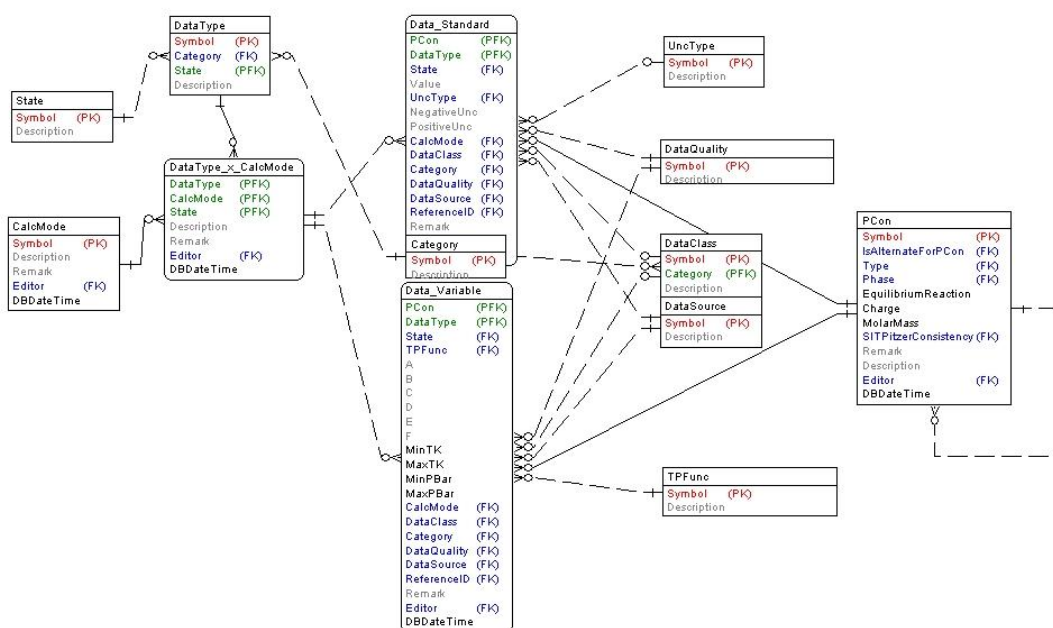 DataType
Symbol (PK)
Category (FK)
State (PFK)
Description
State
Symbol (PK)
Description
DataType_x_CalcMode
DataType (PFK)
CalcMode (PFK)
State (PFK)
Description
Remark
Editor (FK)
DBDateTime
CalcMode
Symbol (PK)
Description
Remark
Editor (FK)
DBDateTime
Data_Standard
PCon (PFK)
DataType (PFK)
State (FK)
Value
UncType (FK)
NegativeUnc
PositiveUnc
CalcMode (FK)
DataClass (FK)
Category (FK)
DataQuality (FK)
DataSource (FK)
ReferenceID (FK)
Remark
Category
Symbol (PK)
Description
Data_Variable
PCon (PFK)
DataType (PFK)
State (FK)
TPFunc (FK)
A
B
C
D
E
F
MinTK
MaxTK
MinPBar
MaxPBar
CalcMode (FK)
DataClass (FK)
Category (FK)
DataQuality (FK)
DataSource (FK)
ReferenceID (FK)
Remark
Editor (FK)
DBDateTime
UncType
Symbol (PK)
Description
DataQuality
Symbol (PK)
Description
DataClass
Symbol (PK)
Category (PFK)
Description
DataSource
Symbol (PK)
Description
TPFunc
Symbol (PK)
Description
PCon
Symbol (PK)
IsAlternateForPCon (FK)
Type (FK)
Phase (FK)
EquilibriumReaction
Charge
MolarMass
SITPitzerConsistency (FK)
Remark
Description
Editor (FK)
DBDateTime